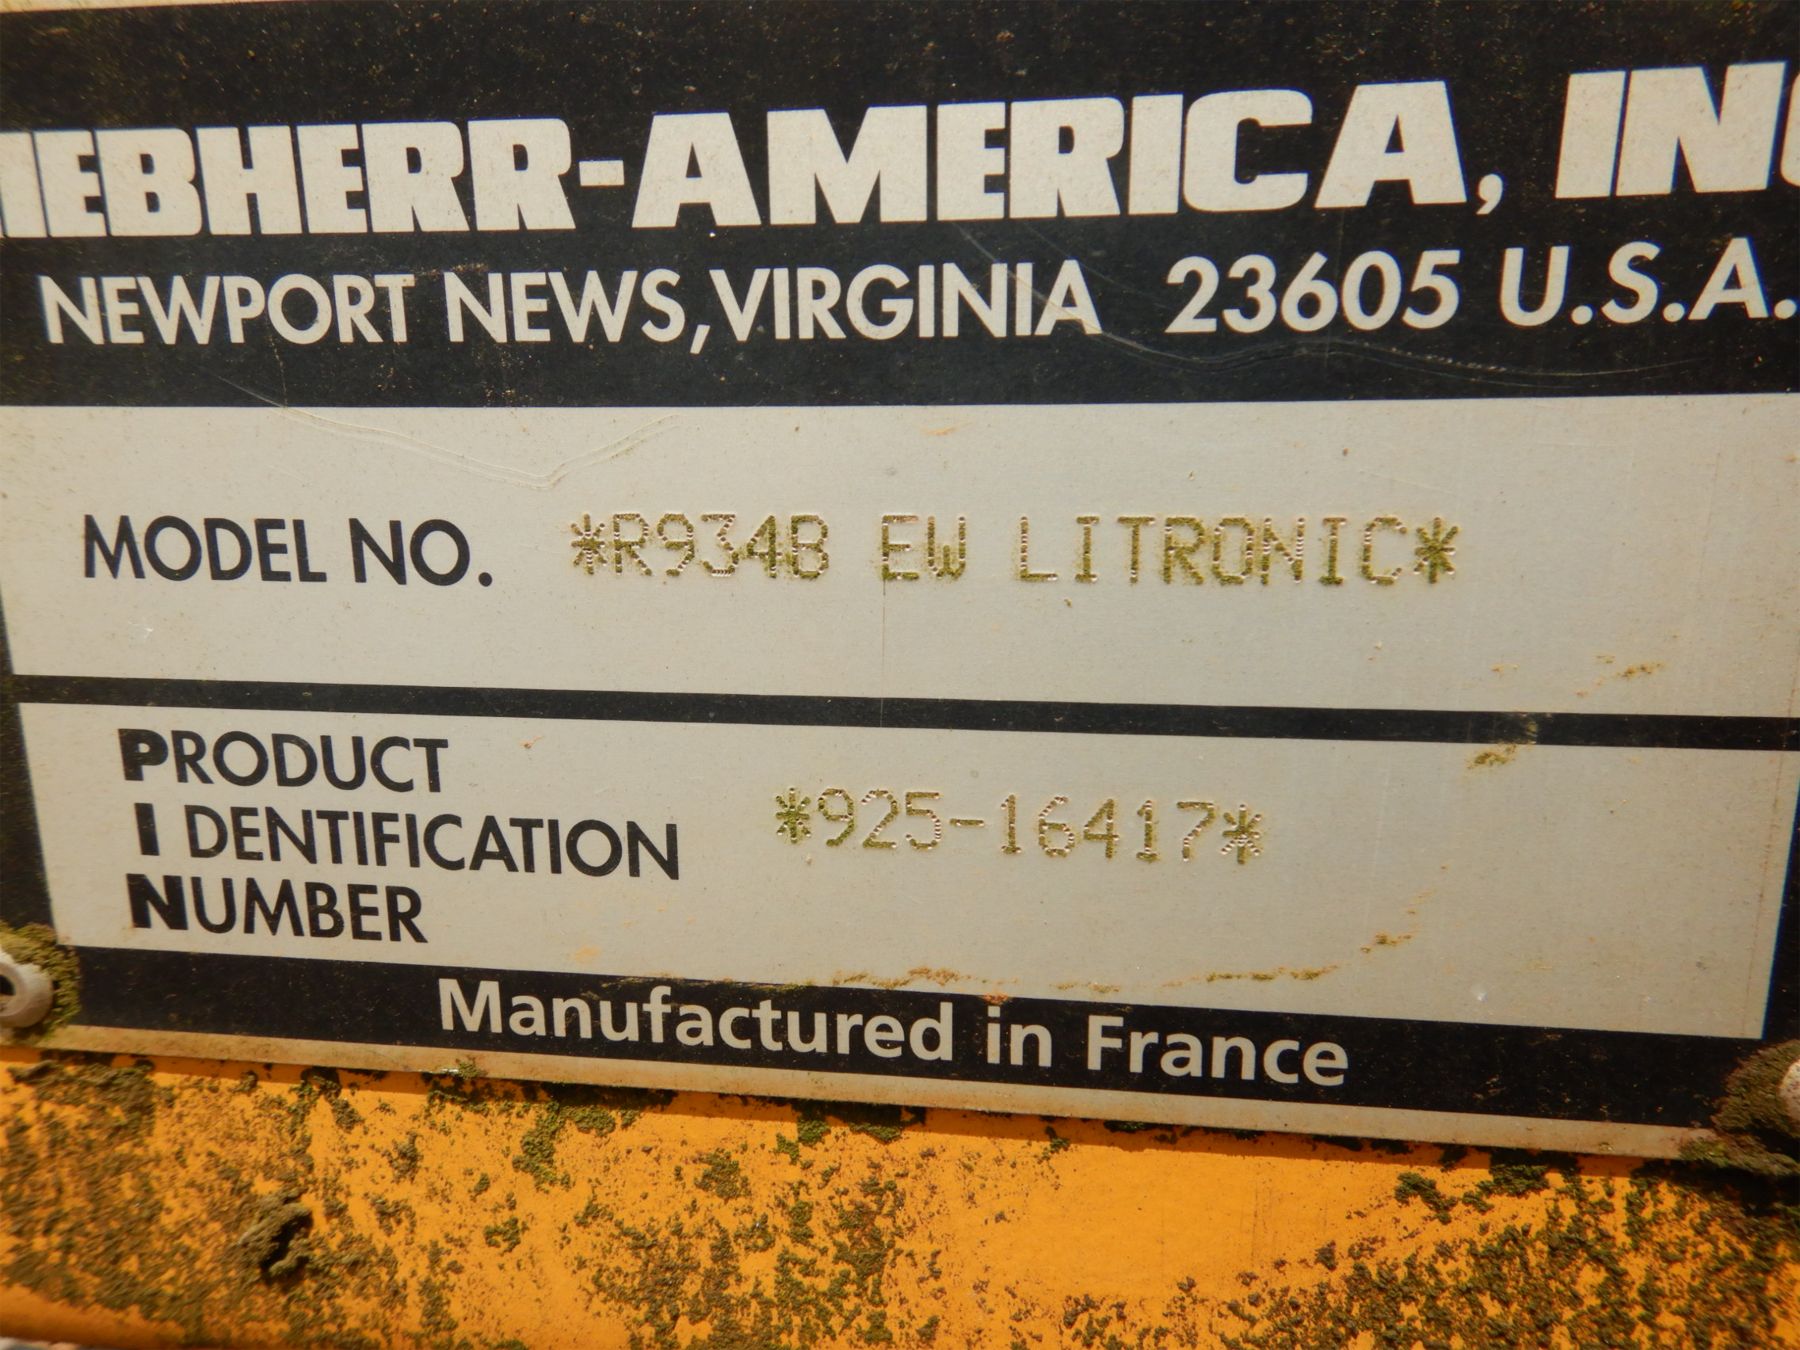 IEBHERR-AMERICA, INC
NEWPORT NEWS, VIRGINIA 23605 U.S.A.
MODEL NO. *R934B EW LITRONIC*
PRODUCT
IDENTIFICATION
NUMBER
*925-16417*
Manufactured in France